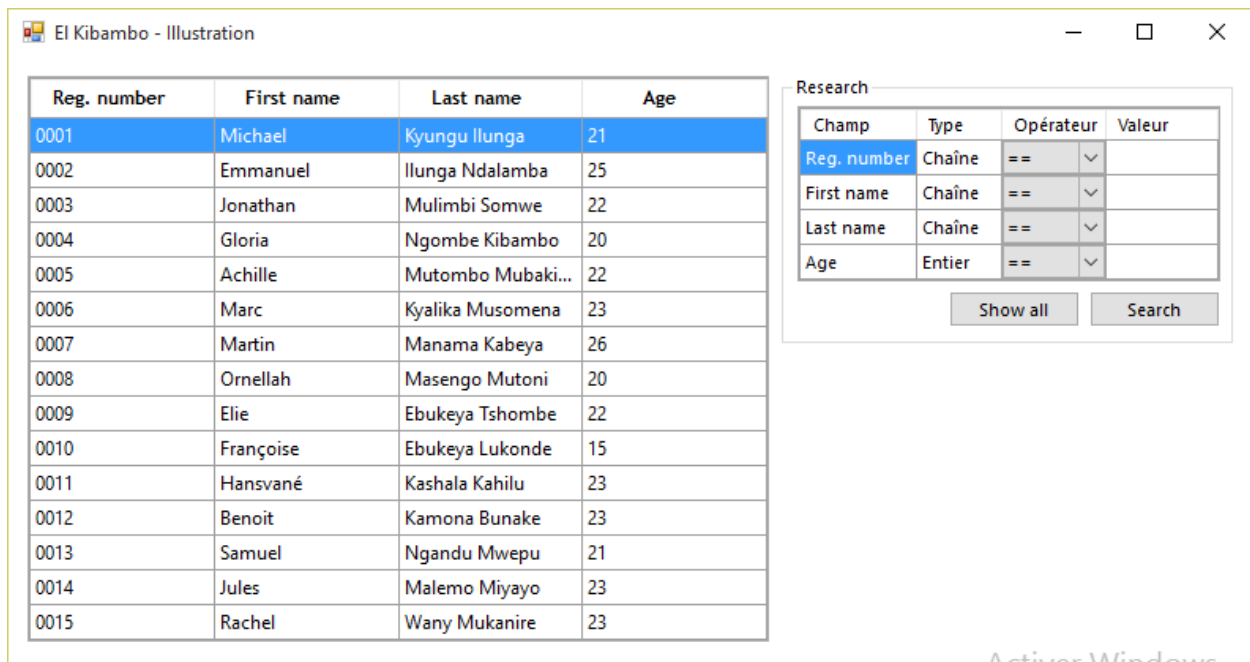 El Kibambo - Illustration
Reg. number First name Last name Age
0001 Michael Kyungu Ilunga 21
0002 Emmanuel Ilunga Ndalamba 25
0003 Jonathan Mulimbi Somwe 22
0004 Gloria Ngombe Kibambo 20
0005 Achille Mutombo Mubaki... 22
0006 Marc Kyalika Musomena 23
0007 Martin Manama Kabeya 26
0008 Ornellah Masengo Mutoni 20
0009 Elie Ebukeya Tshombe 22
0010 Françoise Ebukeya Lukonde 15
0011 Hansvané Kashala Kahilu 23
0012 Benoit Kamona Bunake 23
0013 Samuel Ngandu Mwepu 21
0014 Jules Malemo Miyayo 23
0015 Rachel Wany Mukanire 23
Research
Champ Type Opérateur Valeur
Reg. number Chaîne ==
First name Chaîne ==
Last name Chaîne ==
Age Entier ==
Show all Search
Activer Windows